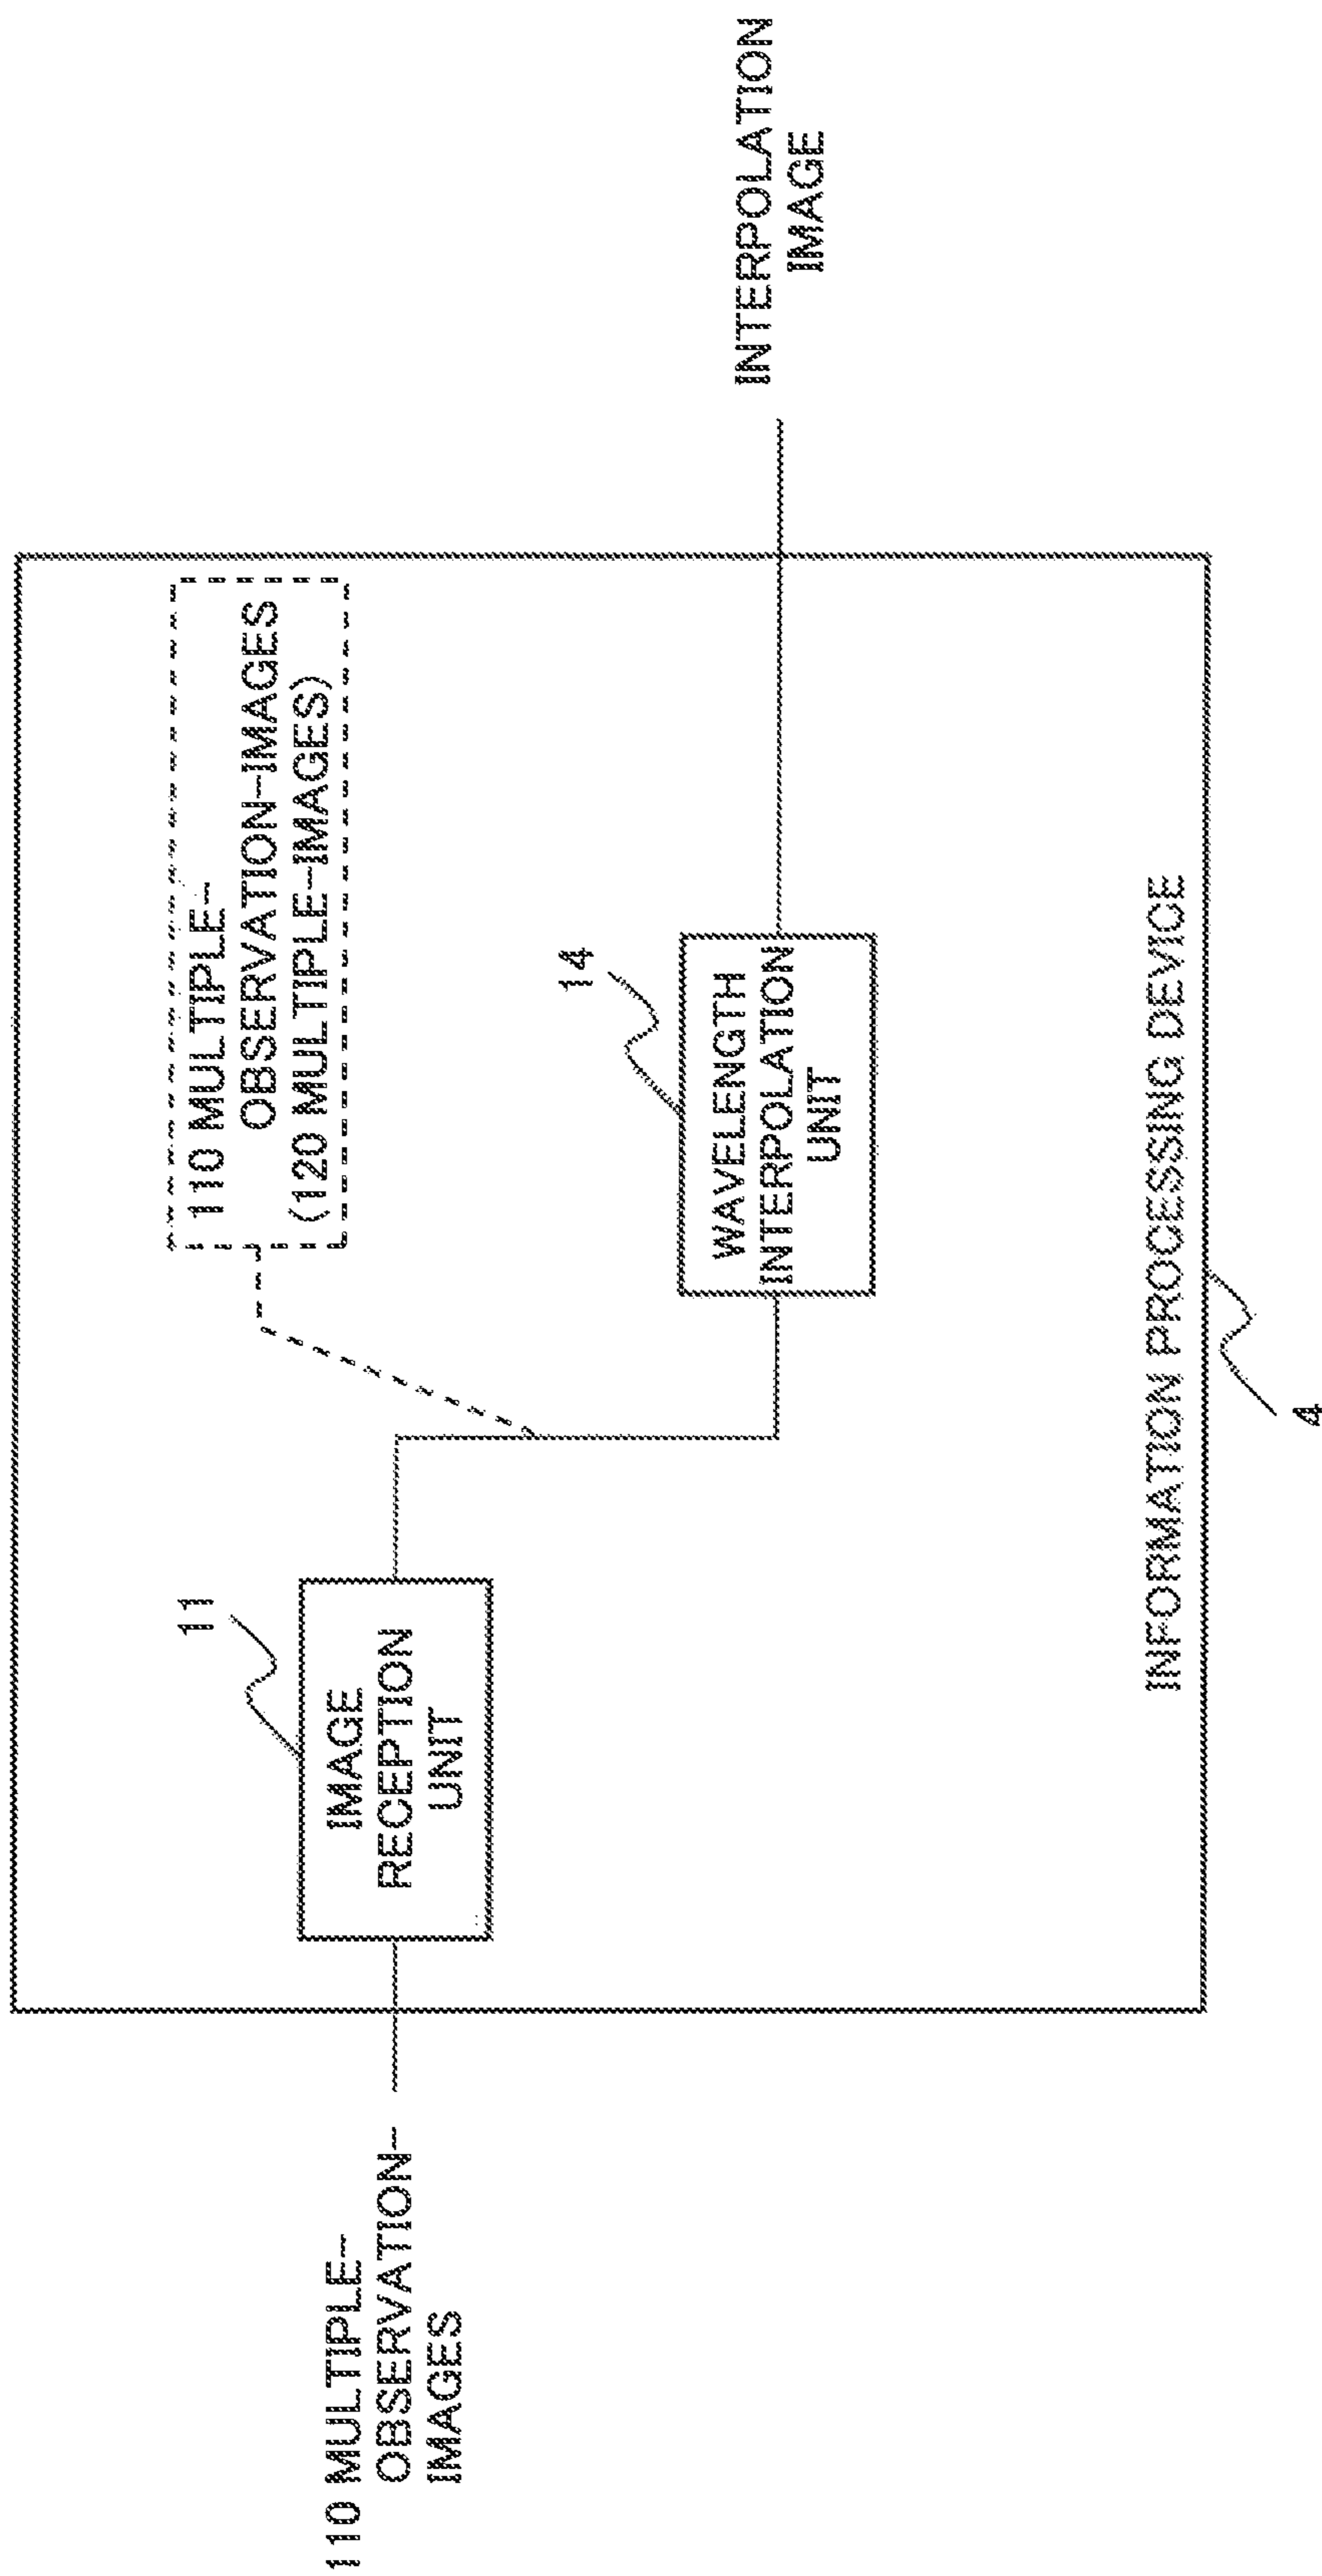 110 MULTIPLE-
OBSERVATION-
IMAGES
11
IMAGE
RECEPTION
UNIT
110 MULTIPLE-
OBSERVATION-IMAGES
(120 MULTIPLE-IMAGES)
14
WAVELENGTH
INTERPOLATION
UNIT
INTERPOLATION
IMAGE
INFORMATION PROCESSING DEVICE
4